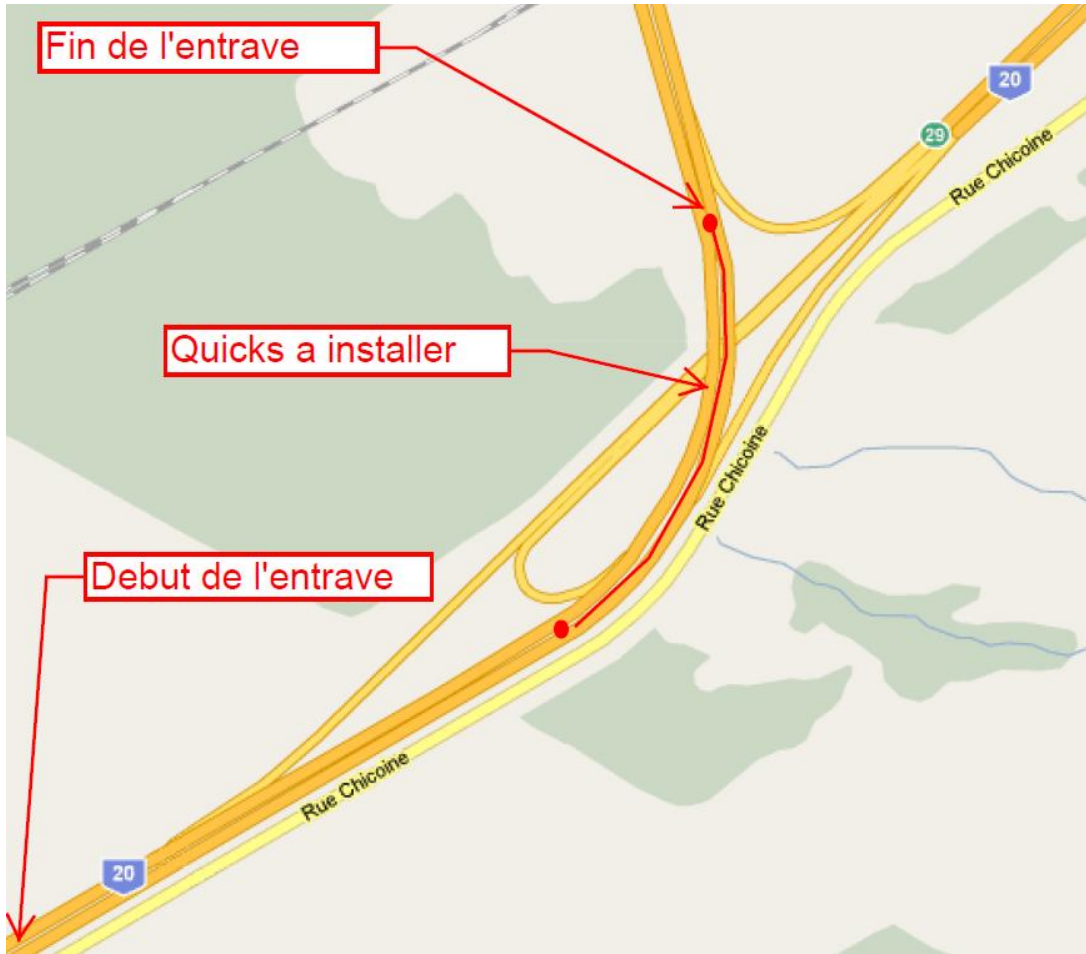 Fin de l'entrave
20
29
Rue Chicoine
Quicks a installer
Rue Chicoine
Debut de l'entrave
Rue Chicoine
20